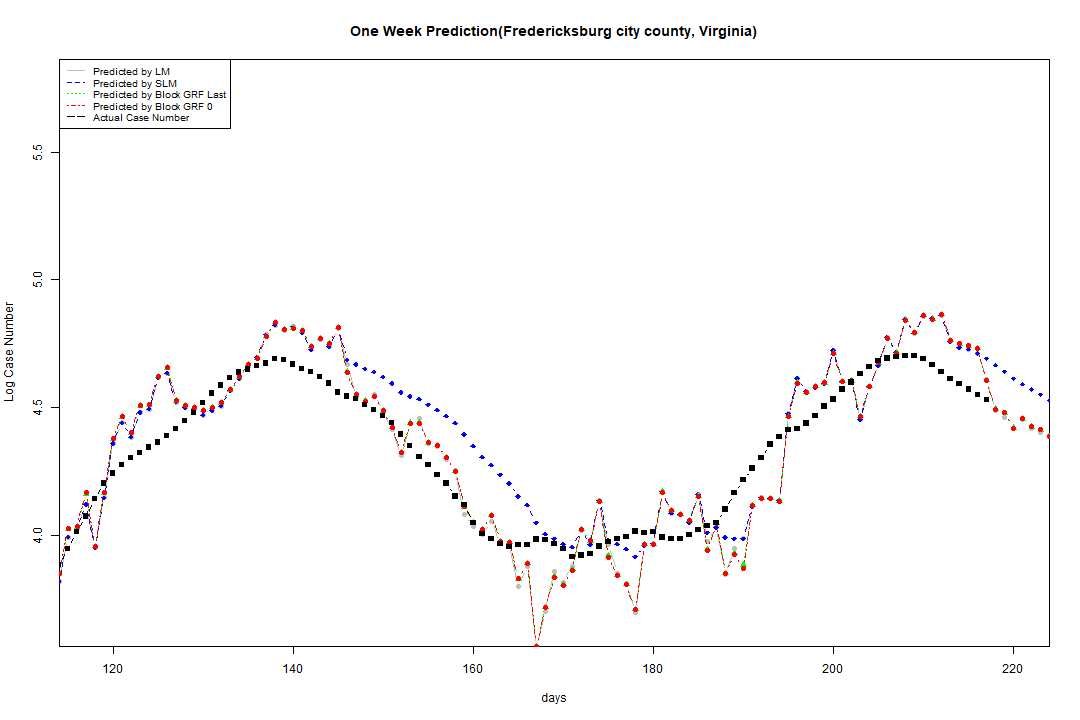 One Week Prediction(Fredericksburg city county, Virginia)
Predicted by LM
Predicted by SLM
Predicted by Block GRF Last
Predicted by Block GRF 0
Actual Case Number
5.5
5.0
4.5
4.0
Log Case Number
120 140 160 180 200 220
days